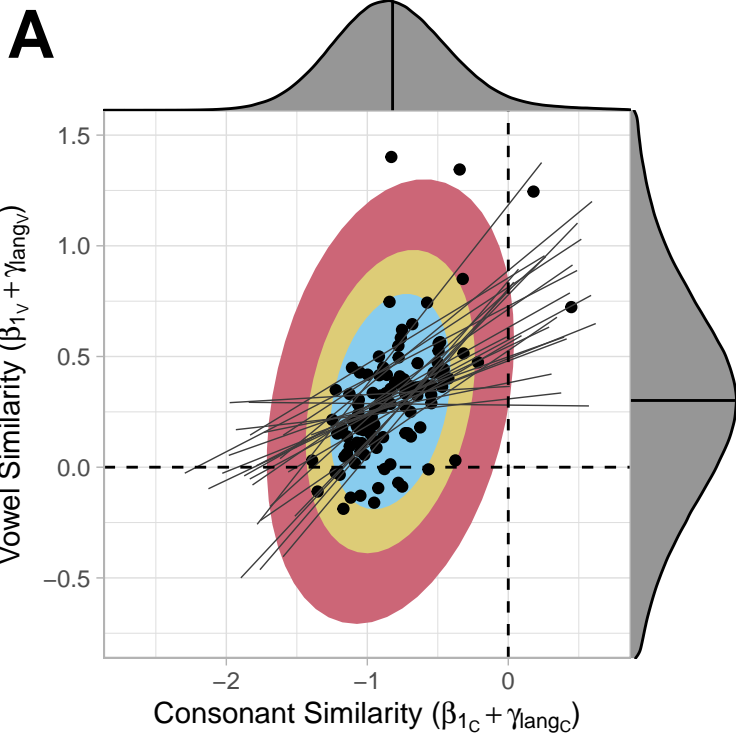 A
1.5
1.0
0.5
0.0
−0.5
−2
−1
0
Vowel Similarity (β1V + γlangV)
Consonant Similarity (β1C + γlangC)